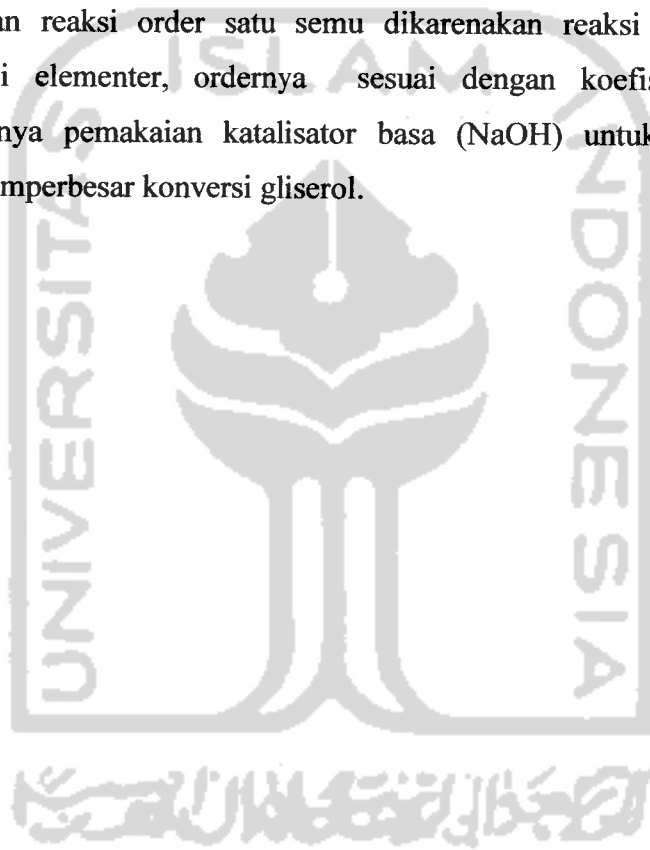 an reaksi order satu semu dikarenakan reaksi
i elementer, ordernya sesuai dengan koefis
nya pemakaian katalisator basa (NaOH) untuk
mperbesar konversi gliserol.
ISLAM
UNIVERSITAS
INDONESIA